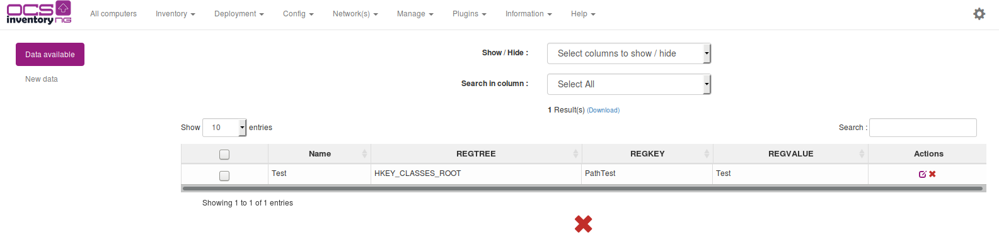 OCS
inventory NG
All computers Inventory Deployment Config Network(s) Manage Plugins Information Help
Data available
New data
Show / Hide : Select columns to show / hide
Search in column : Select All
1 Result(s) (Download)
Show 10 entries Search :
Name REGTREE REGKEY REGVALUE Actions
Test HKEY_CLASSES_ROOT PathTest Test
Showing 1 to 1 of 1 entries